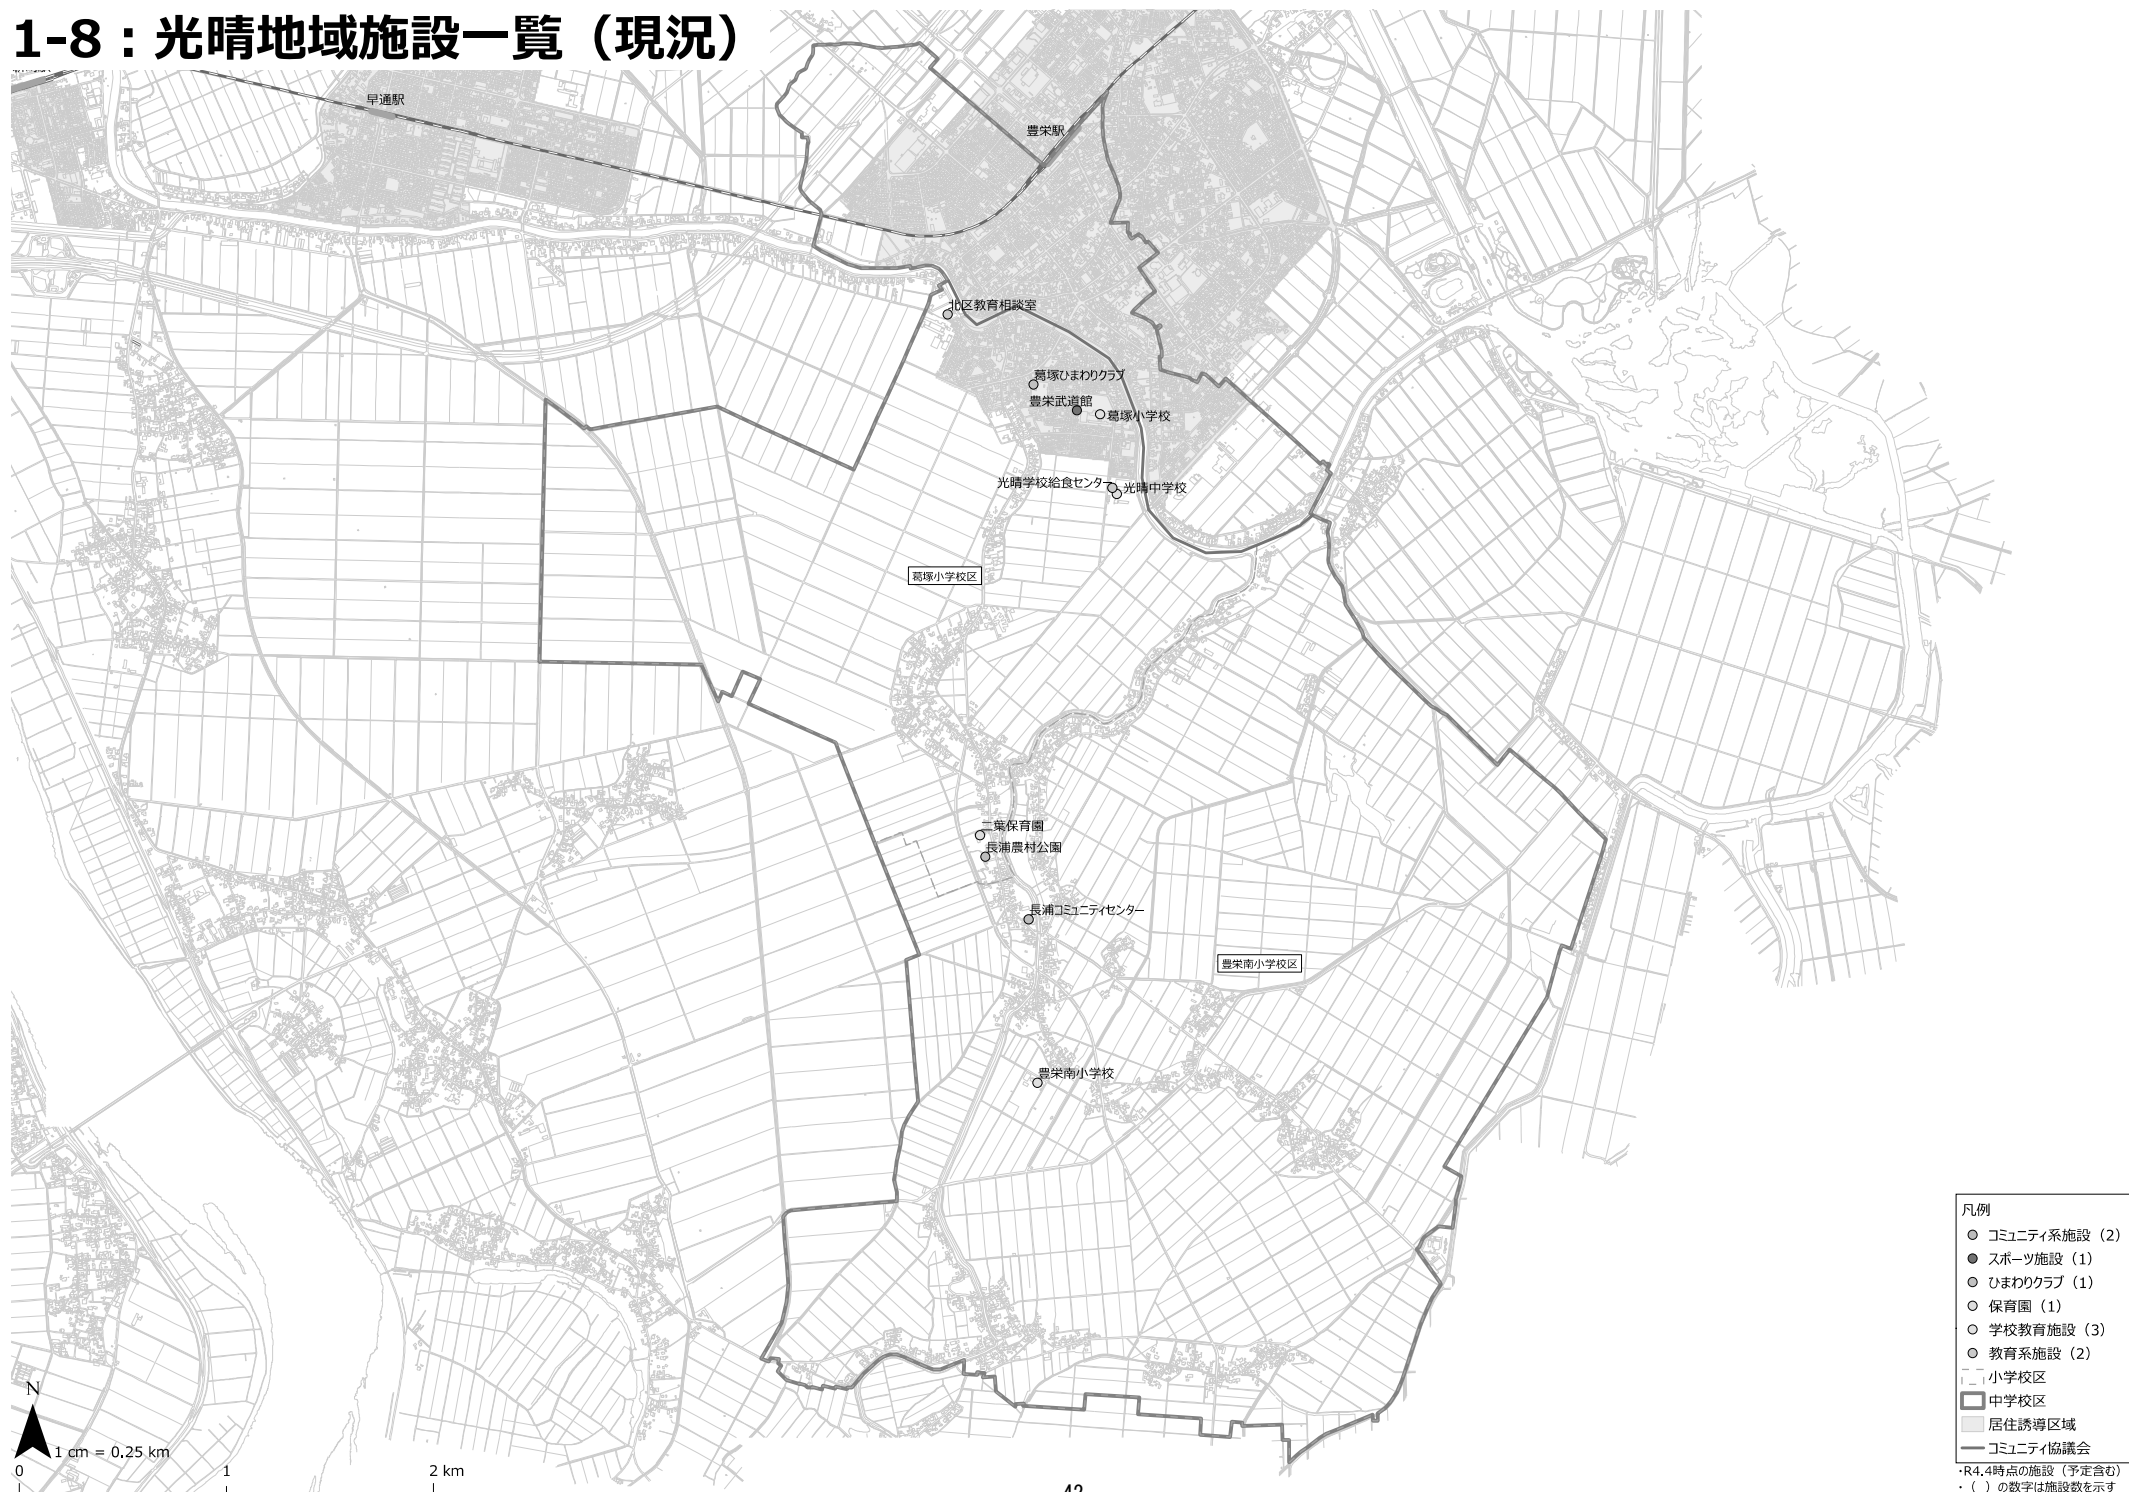 1-8：光晴地域施設一覧（現況）
早通駅
豊栄駅
北区教育相談室
葛塚ひまわりクラブ
豊栄武道館
葛塚小学校
光晴学校給食センター
光晴中学校
葛塚小学校区
二葉保育園
長浦農村公園
長浦コミュニティセンター
豊栄南小学校区
豊栄南小学校
凡例
コミュニティ系施設（2）
スポーツ施設（1）
ひまわりクラブ（1）
保育園（1）
学校教育施設（3）
教育系施設（2）
小学校区
中学校区
居住誘導区域
コミュニティ協議会
・R4.4時点の施設（予定含む）
・（ ）の数字は施設数を示す
N
1 cm = 0.25 km
0 1 2 km
42